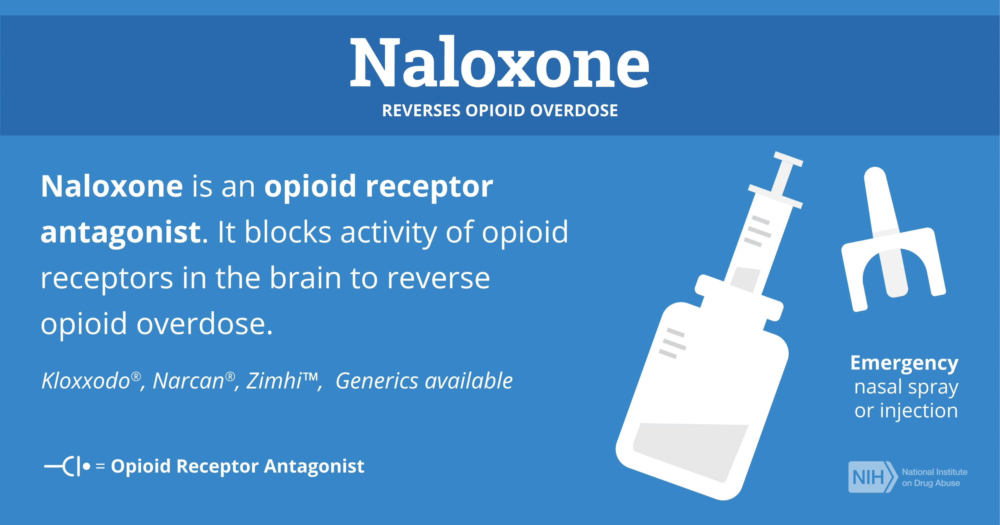 Naloxone
REVERSES OPIOID OVERDOSE
Naloxone is an opioid receptor
antagonist. It blocks activity of opioid
receptors in the brain to reverse
opioid overdose.
Kloxxodo®, Narcan®, Zimhi™, Generics available
= Opioid Receptor Antagonist
Emergency
nasal spray
or injection
NIH
National Institute
on Drug Abuse